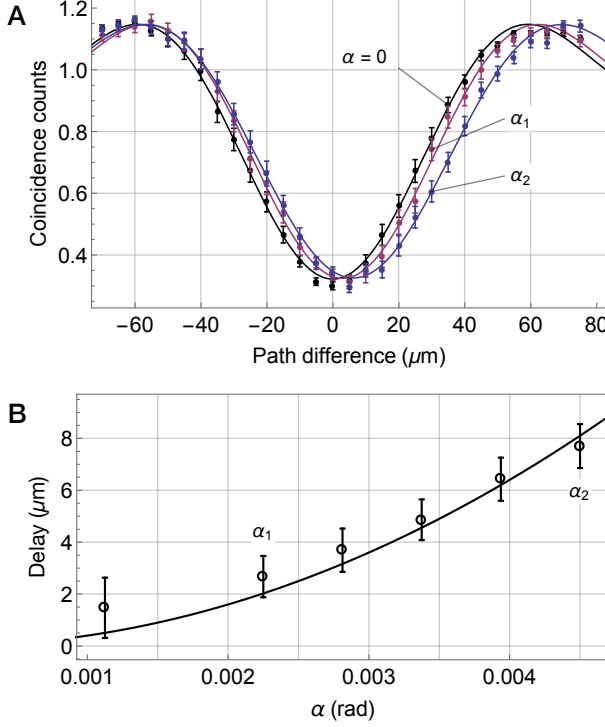 A
1.2
1.0
0.8
0.6
0.4
Coincidence counts
α = 0
α1
α2
−60 −40 −20 0 20 40 60 80
Path difference (μm)
B
8
6
4
2
0
Delay (μm)
α1
α2
0.001 0.002 0.003 0.004
α (rad)